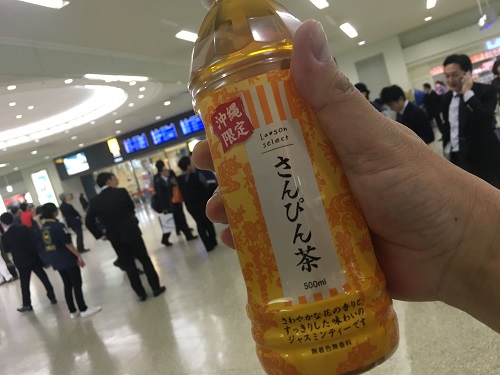 沖縄
限定
Lawson
select
さんぴん茶
500ml
さわやかな花の香りと
すっきりした味わいの
ジャスミンティーです
無着色無香料